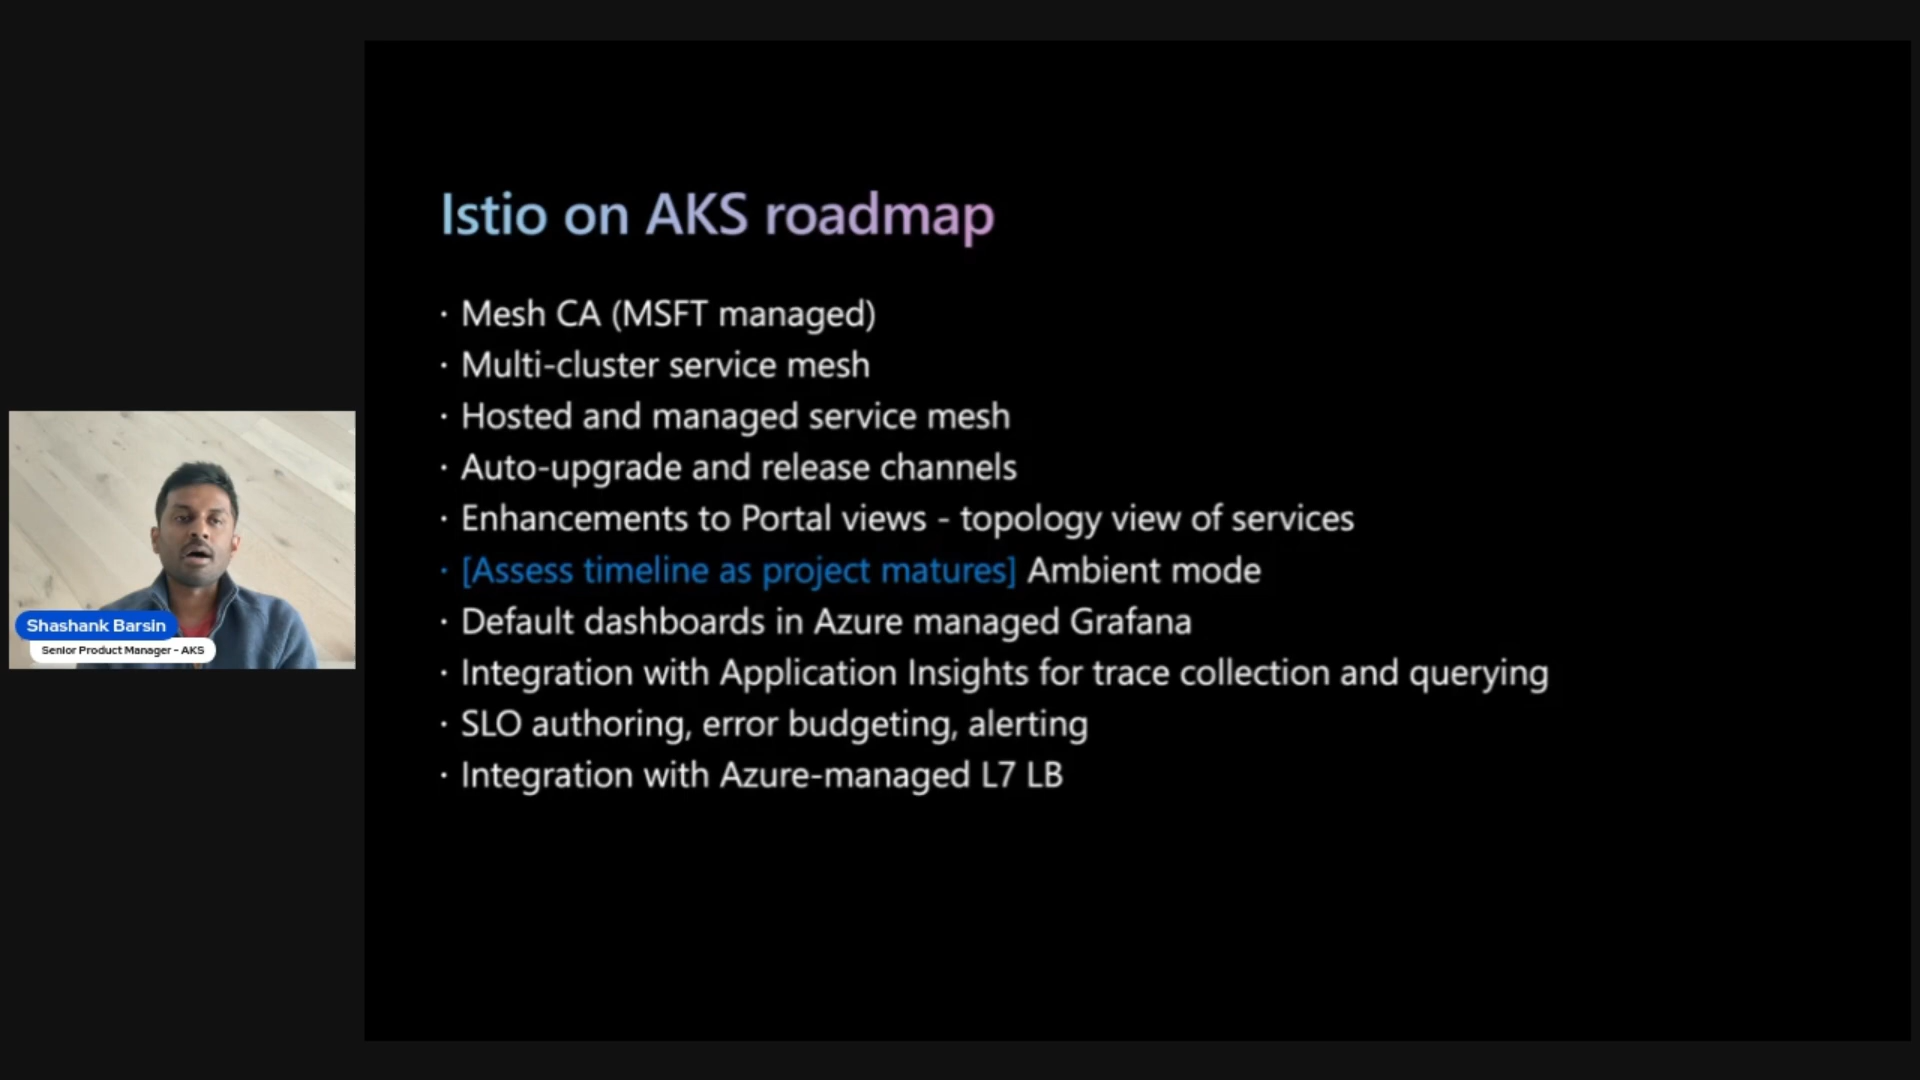 Istio on AKS roadmap
· Mesh CA (MSFT managed)
· Multi-cluster service mesh
· Hosted and managed service mesh
· Auto-upgrade and release channels
· Enhancements to Portal views - topology view of services
· [Assess timeline as project matures] Ambient mode
· Default dashboards in Azure managed Grafana
· Integration with Application Insights for trace collection and querying
· SLO authoring, error budgeting, alerting
· Integration with Azure-managed L7 LB
Shashank Barsin
Senior Product Manager - AKS